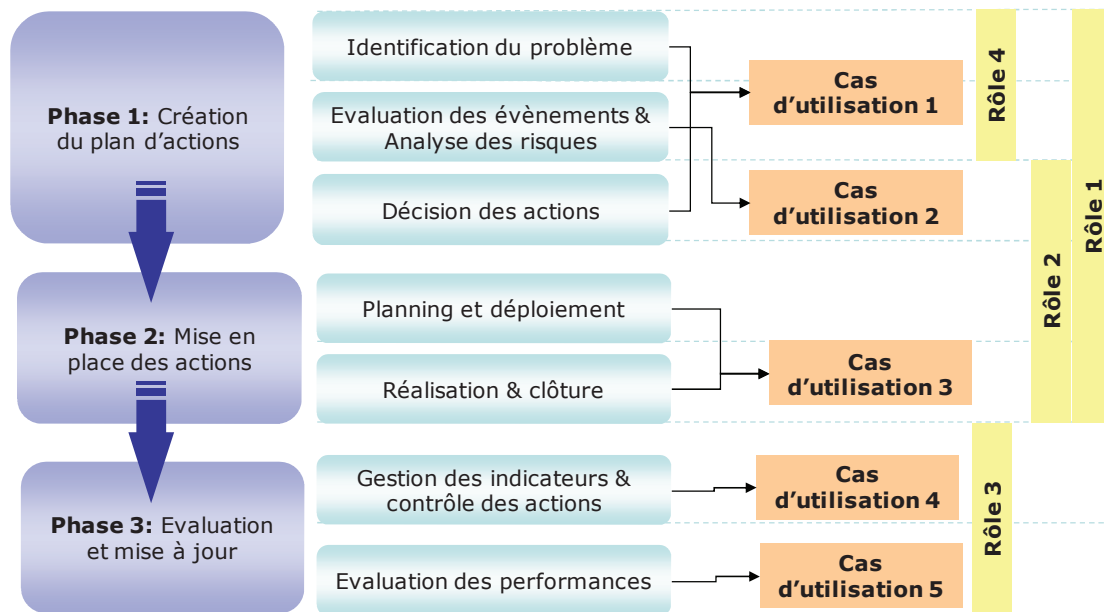 Phase 1: Création
du plan d'actions
Identification du problème
Evaluation des évènements &
Analyse des risques
Décision des actions
Cas
d'utilisation 1
Cas
d'utilisation 2
Rôle 4
Rôle 1
Rôle 2
Phase 2: Mise en
place des actions
Planning et déploiement
Réalisation & clôture
Cas
d'utilisation 3
Phase 3: Evaluation
et mise à jour
Gestion des indicateurs &
contrôle des actions
Evaluation des performances
Cas
d'utilisation 4
Cas
d'utilisation 5
Rôle 3